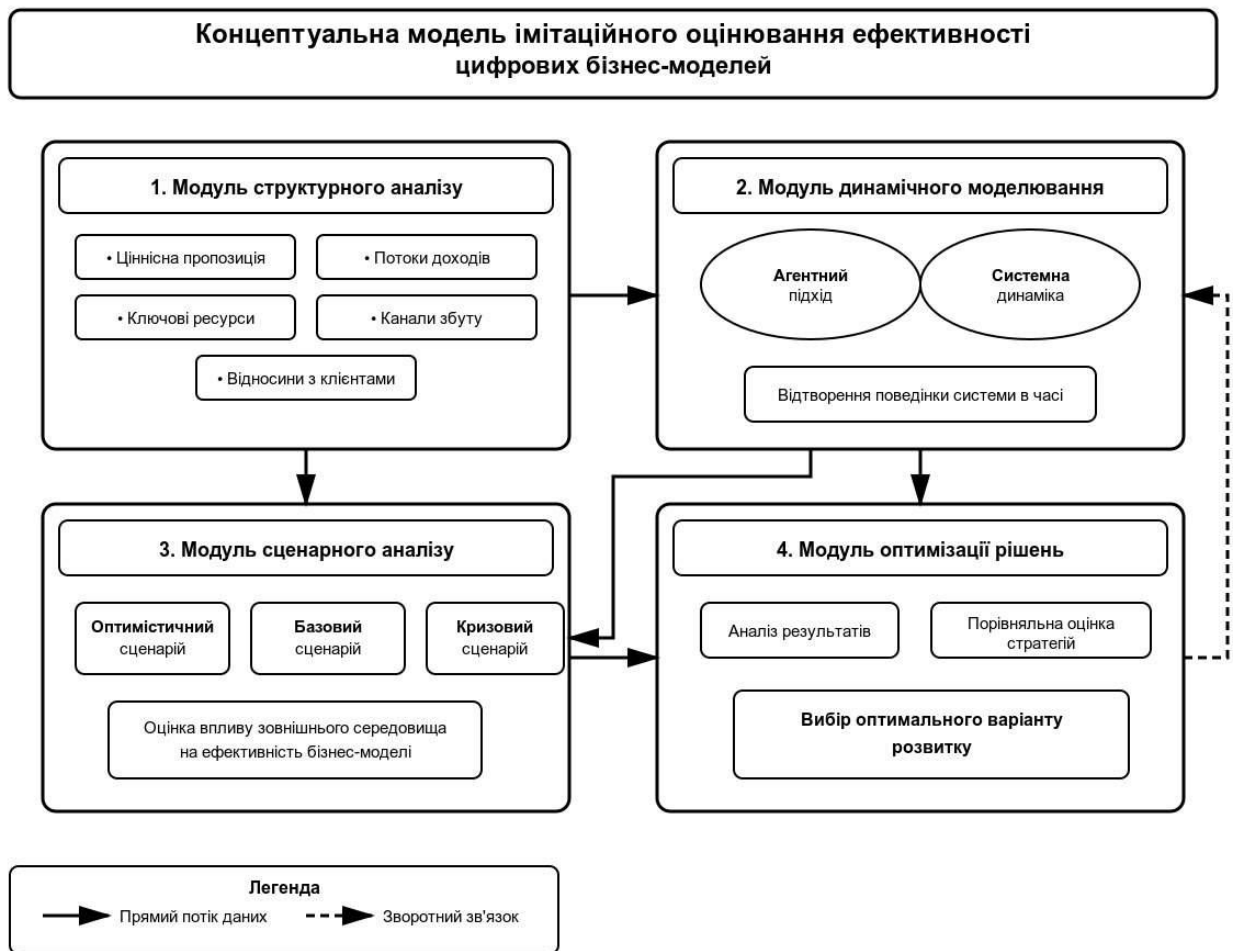 Концептуальна модель імітаційного оцінювання ефективності
цифрових бізнес-моделей
1. Модуль структурного аналізу
• Ціннісна пропозиція
• Потоки доходів
• Ключові ресурси
• Канали збуту
• Відносини з клієнтами
2. Модуль динамічного моделювання
Агентний
підхід
Системна
динаміка
Відтворення поведінки системи в часі
3. Модуль сценарного аналізу
Оптимістичний
сценарій
Базовий
сценарій
Кризовий
сценарій
Оцінка впливу зовнішнього середовища
на ефективність бізнес-моделі
4. Модуль оптимізації рішень
Аналіз результатів
Порівняльна оцінка
стратегій
Вибір оптимального варіанту
розвитку
Легенда
Прямий потік даних
Зворотний зв'язок